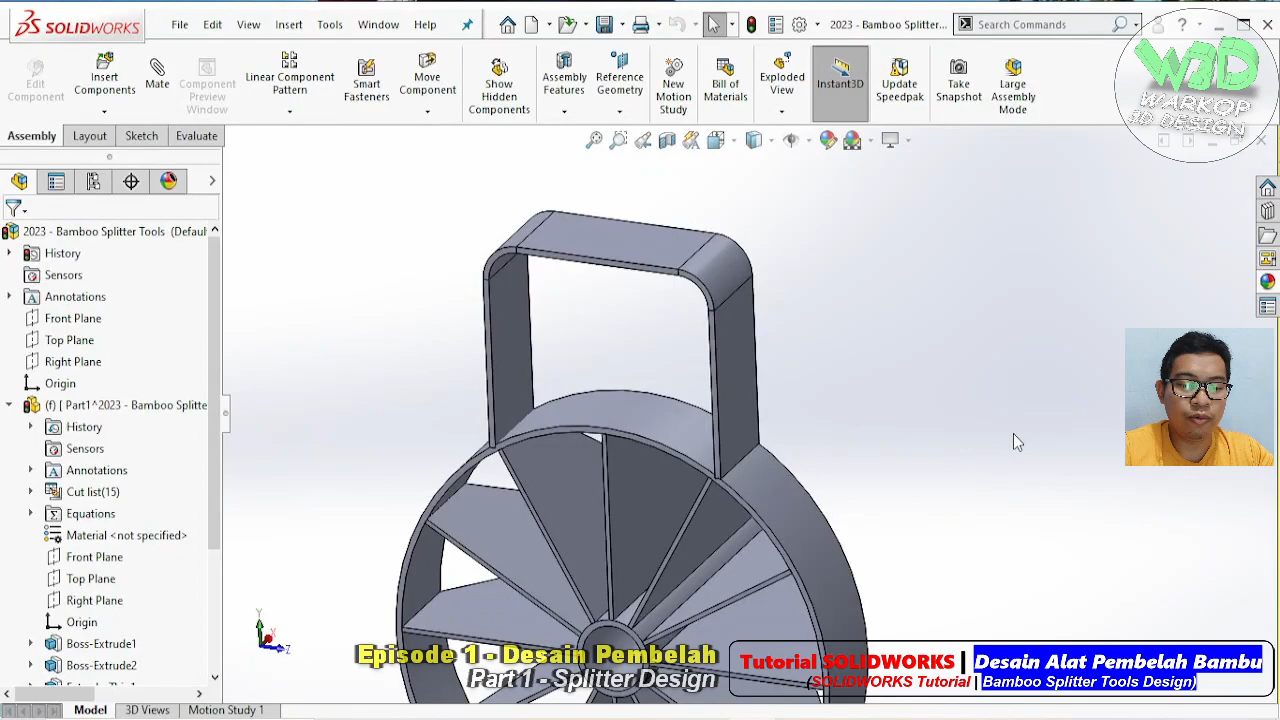 SOLIDWORKS File Edit View Insert Tools Window Help 2023 - Bamboo Splitter... Search Commands ?
Edit Component
Insert Components
Mate
Component Preview Window
Linear Component Pattern
Smart Fasteners
Move Component
Show Hidden Components
Assembly Features
Reference Geometry
New Motion Study
Bill of Materials
Exploded View
Instant3D
Update Speedpak
Take Snapshot
Large Assembly Mode
W3D
WARKOP
3D DESIGN
Assembly Layout Sketch Evaluate
2023 - Bamboo Splitter Tools (Defau
History
Sensors
Annotations
Front Plane
Top Plane
Right Plane
Origin
(f) [ Part1^2023 - Bamboo Splitte
History
Sensors
Annotations
Cut list(15)
Equations
Material <not specified>
Front Plane
Top Plane
Right Plane
Origin
Boss-Extrude1
Boss-Extrude2
Y
X
Z
Episode 1 - Desain Pembelah
Part 1 - Splitter Design
Tutorial SOLIDWORKS | Desain Alat Pembelah Bambu
(SOLIDWORKS Tutorial | Bamboo Splitter Tools Design)
Model 3D Views Motion Study 1